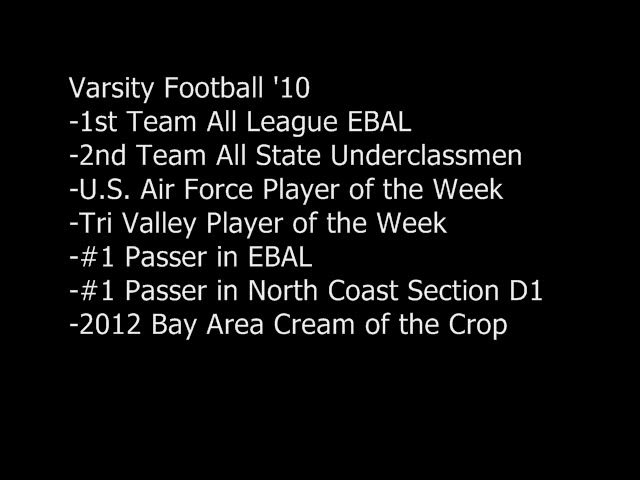 Varsity Football '10
-1st Team All League EBAL
-2nd Team All State Underclassmen
-U.S. Air Force Player of the Week
-Tri Valley Player of the Week
-#1 Passer in EBAL
-#1 Passer in North Coast Section D1
-2012 Bay Area Cream of the Crop